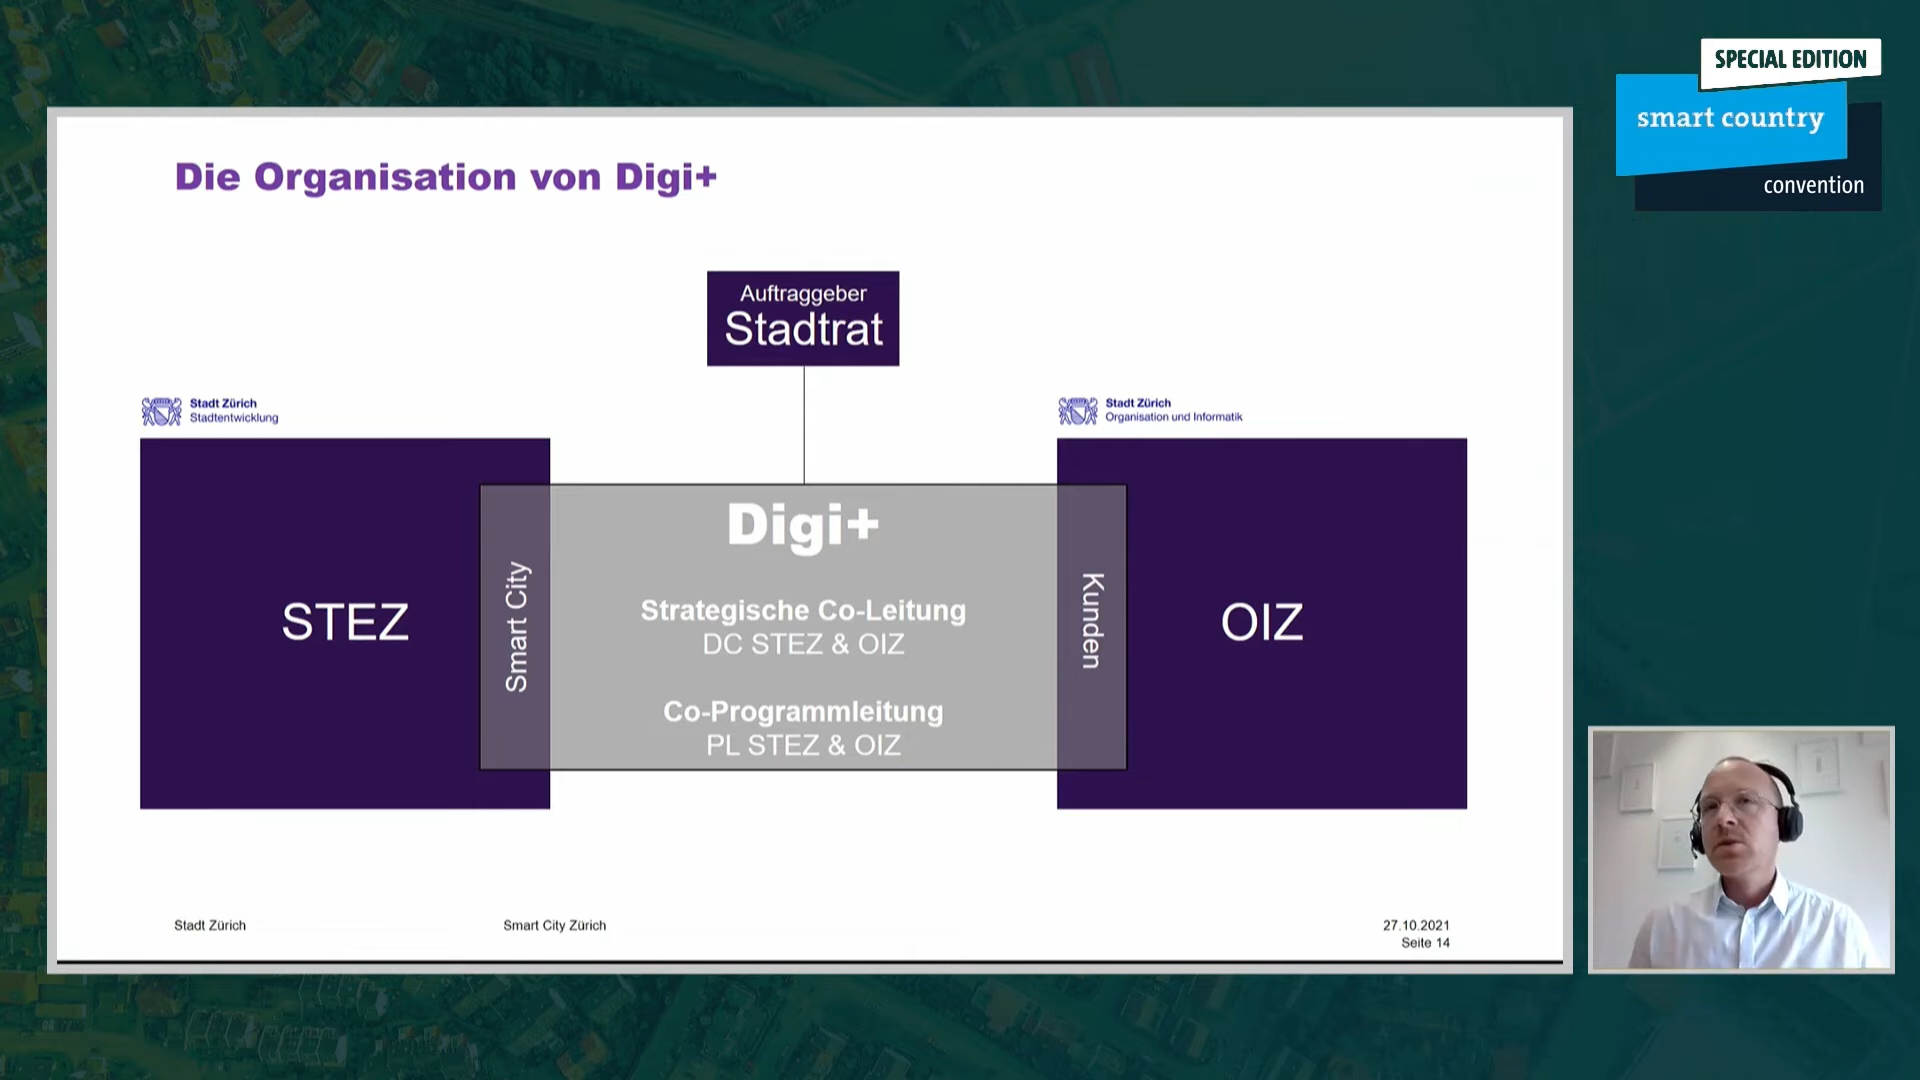 SPECIAL EDITION
smart country
convention
Die Organisation von Digi+
Auftraggeber
Stadtrat
Stadt Zürich
Stadtentwicklung
Stadt Zürich
Organisation und Informatik
STEZ
Smart City
Digi+
Strategische Co-Leitung
DC STEZ & OIZ
Co-Programmleitung
PL STEZ & OIZ
Kunden
OIZ
Stadt Zürich
Smart City Zürich
27.10.2021
Seite 14